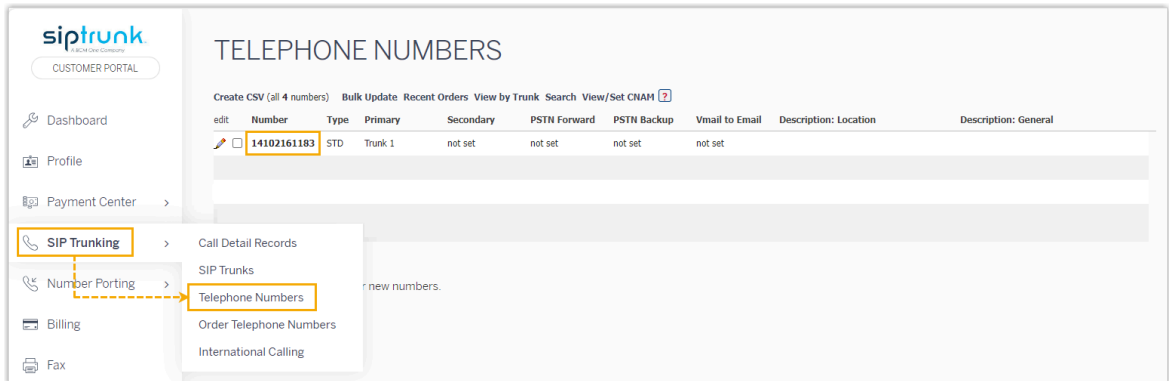 siptrunk
A BCM One Company
CUSTOMER PORTAL
Dashboard
Profile
Payment Center
SIP Trunking
Number Porting
Billing
Fax
Call Detail Records
SIP Trunks
Telephone Numbers
Order Telephone Numbers
International Calling
TELEPHONE NUMBERS
Create CSV (all 4 numbers) Bulk Update Recent Orders View by Trunk Search View/Set CNAM ?
edit Number Type Primary Secondary PSTN Forward PSTN Backup Vmail to Email Description: Location Description: General
14102161183 STD Trunk 1 not set not set not set not set
new numbers.